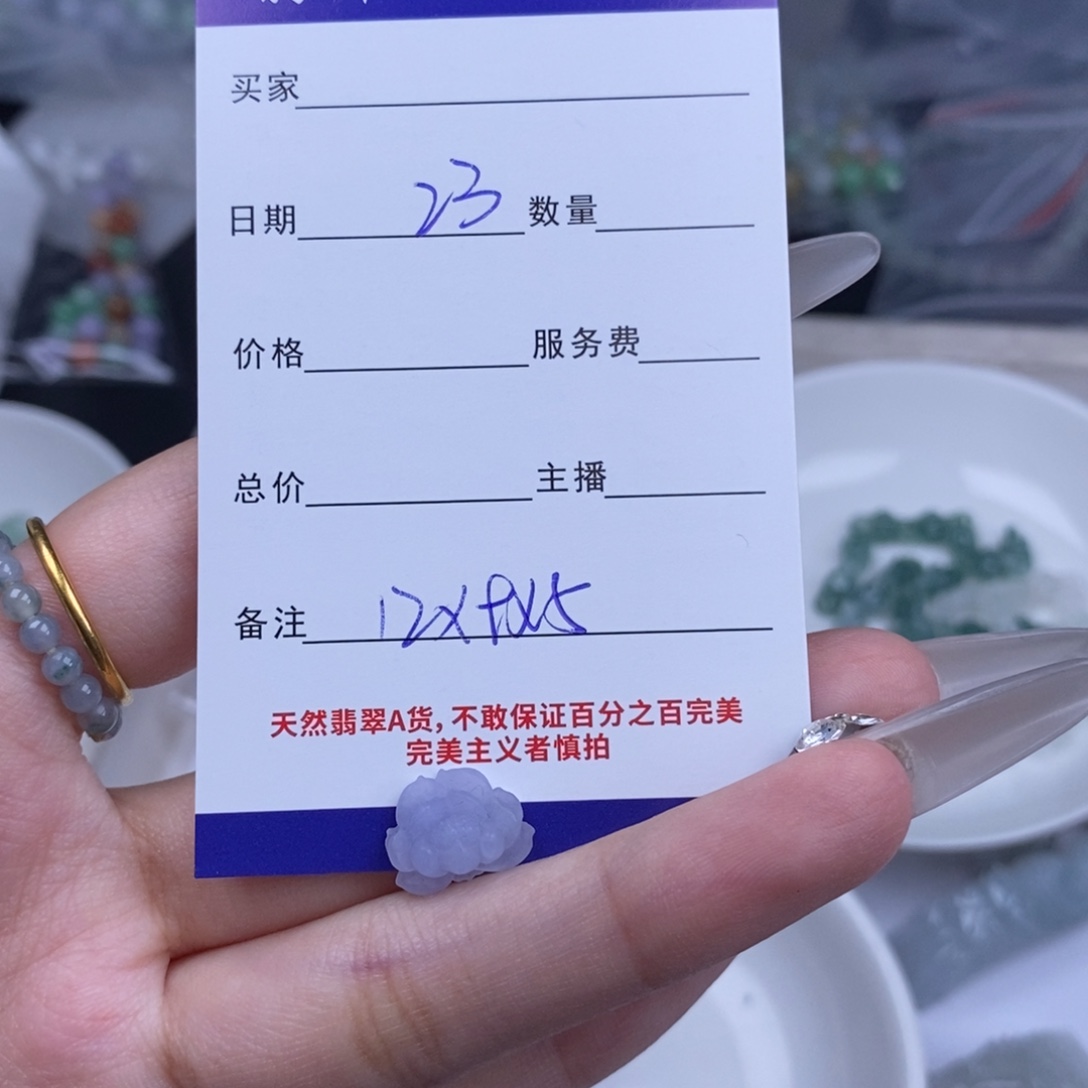 买家
日期 23 数量
价格 服务费
总价 主播
备注 12X9X5
天然翡翠A货,不敢保证百分之百完美
完美主义者慎拍